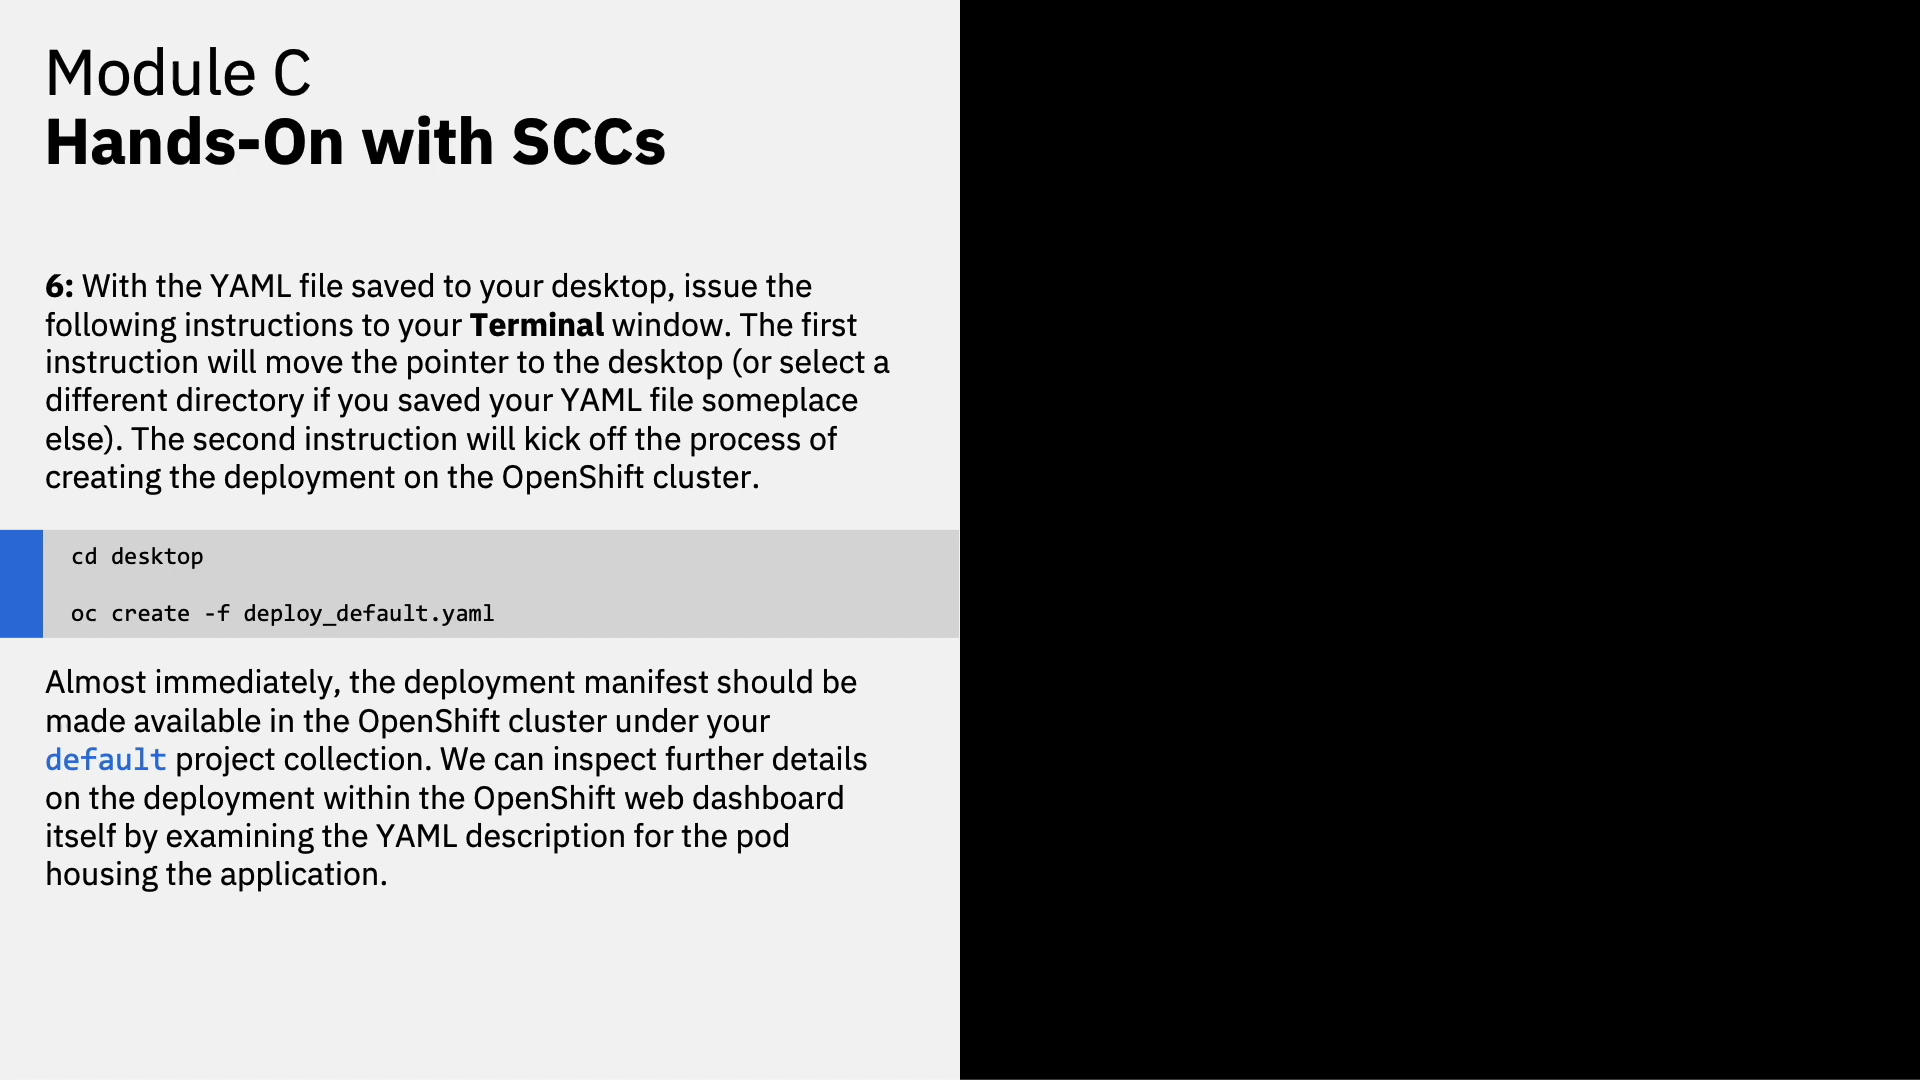 Module C
Hands-On with SCCs
6: With the YAML file saved to your desktop, issue the
following instructions to your Terminal window. The first
instruction will move the pointer to the desktop (or select a
different directory if you saved your YAML file someplace
else). The second instruction will kick off the process of
creating the deployment on the OpenShift cluster.
cd desktop
oc create -f deploy_default.yaml
Almost immediately, the deployment manifest should be
made available in the OpenShift cluster under your
default project collection. We can inspect further details
on the deployment within the OpenShift web dashboard
itself by examining the YAML description for the pod
housing the application.